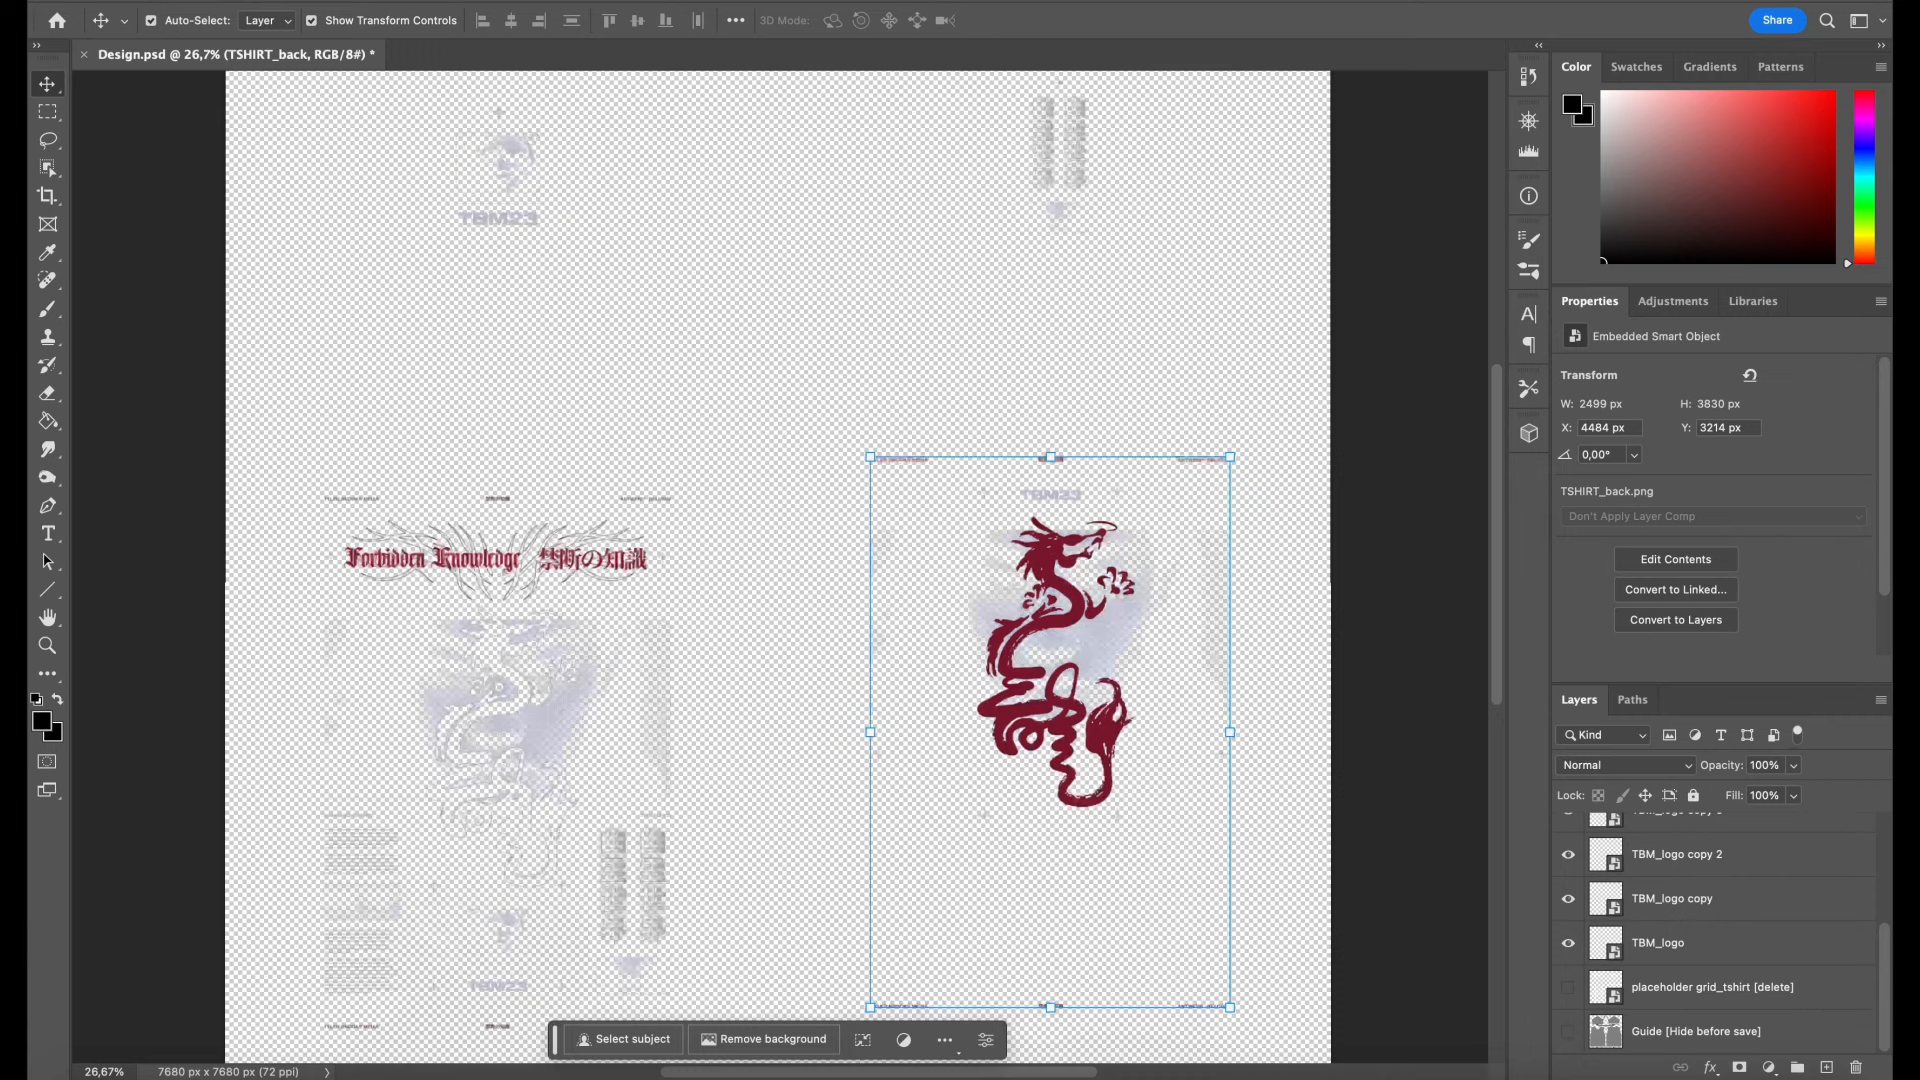 Auto-Select:
Layer
Show Transform Controls
3D Mode:
Share
Design.psd @ 26,7% (TSHIRT_back, RGB/8#) *
Color
Swatches
Gradients
Patterns
TBM23
Forbidden Knowledge 禁断の知識
TBM23
TBM23
Properties
Adjustments
Libraries
Embedded Smart Object
Transform
W: 2499 px
H: 3830 px
X: 4484 px
Y: 3214 px
0,00°
TSHIRT_back.png
Don't Apply Layer Comp
Edit Contents
Convert to Linked...
Convert to Layers
Layers
Paths
Kind
Normal
Opacity: 100%
Lock:
Fill: 100%
TBM_logo copy 2
TBM_logo copy
TBM_logo
placeholder grid_tshirt [delete]
Guide [Hide before save]
Select subject
Remove background
26,67%
7680 px x 7680 px (72 ppi)